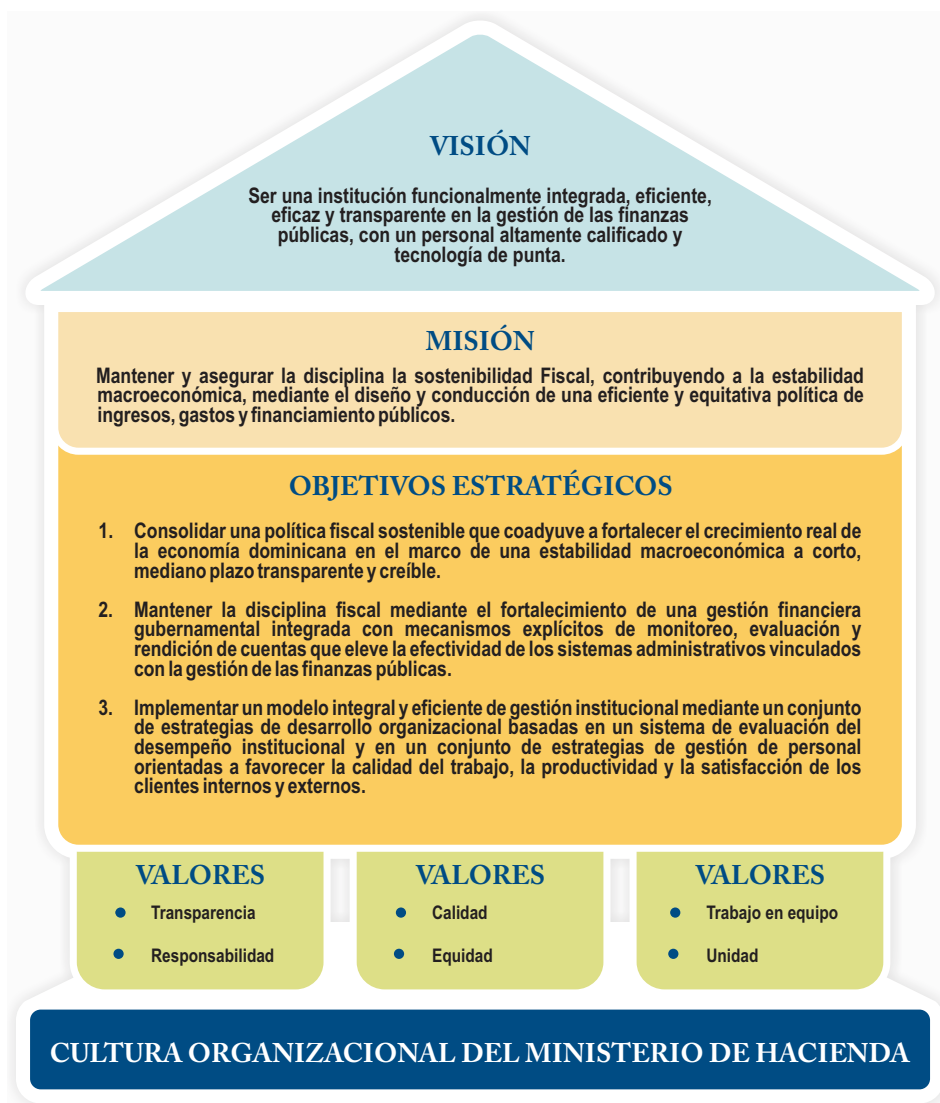 VISIÓN
Ser una institución funcionalmente integrada, eficiente,
eficaz y transparente en la gestión de las finanzas
públicas, con un personal altamente calificado y
tecnología de punta.
MISIÓN
Mantener y asegurar la disciplina la sostenibilidad Fiscal, contribuyendo a la estabilidad
macroeconómica, mediante el diseño y conducción de una eficiente y equitativa política de
ingresos, gastos y financiamiento públicos.
OBJETIVOS ESTRATÉGICOS
1. Consolidar una política fiscal sostenible que coadyuve a fortalecer el crecimiento real de
la economía dominicana en el marco de una estabilidad macroeconómica a corto,
mediano plazo transparente y creíble.
2. Mantener la disciplina fiscal mediante el fortalecimiento de una gestión financiera
gubernamental integrada con mecanismos explícitos de monitoreo, evaluación y
rendición de cuentas que eleve la efectividad de los sistemas administrativos vinculados
con la gestión de las finanzas públicas.
3. Implementar un modelo integral y eficiente de gestión institucional mediante un conjunto
de estrategias de desarrollo organizacional basadas en un sistema de evaluación del
desempeño institucional y en un conjunto de estrategias de gestión de personal
orientadas a favorecer la calidad del trabajo, la productividad y la satisfacción de los
clientes internos y externos.
VALORES
• Transparencia
• Responsabilidad
VALORES
• Calidad
• Equidad
VALORES
• Trabajo en equipo
• Unidad
CULTURA ORGANIZACIONAL DEL MINISTERIO DE HACIENDA